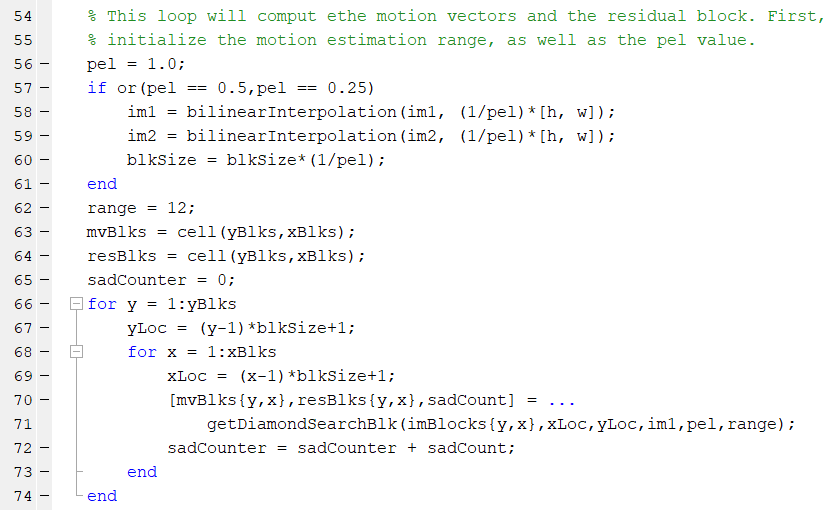 54 % This loop will comput ethe motion vectors and the residual block. First,
55 % initialize the motion estimation range, as well as the pel value.
56 – pel = 1.0;
57 – if or(pel == 0.5,pel == 0.25)
58 – im1 = bilinearInterpolation(im1, (1/pel)*[h, w]);
59 – im2 = bilinearInterpolation(im2, (1/pel)*[h, w]);
60 – blkSize = blkSize*(1/pel);
61 – end
62 – range = 12;
63 – mvBlks = cell(yBlks,xBlks);
64 – resBlks = cell(yBlks,xBlks);
65 – sadCounter = 0;
66 – for y = 1:yBlks
67 – yLoc = (y-1)*blkSize+1;
68 – for x = 1:xBlks
69 – xLoc = (x-1)*blkSize+1;
70 – [mvBlks{y,x},resBlks{y,x},sadCount] = ...
71 getDiamondSearchBlk(imBlocks{y,x},xLoc,yLoc,im1,pel,range);
72 – sadCounter = sadCounter + sadCount;
73 – end
74 – end